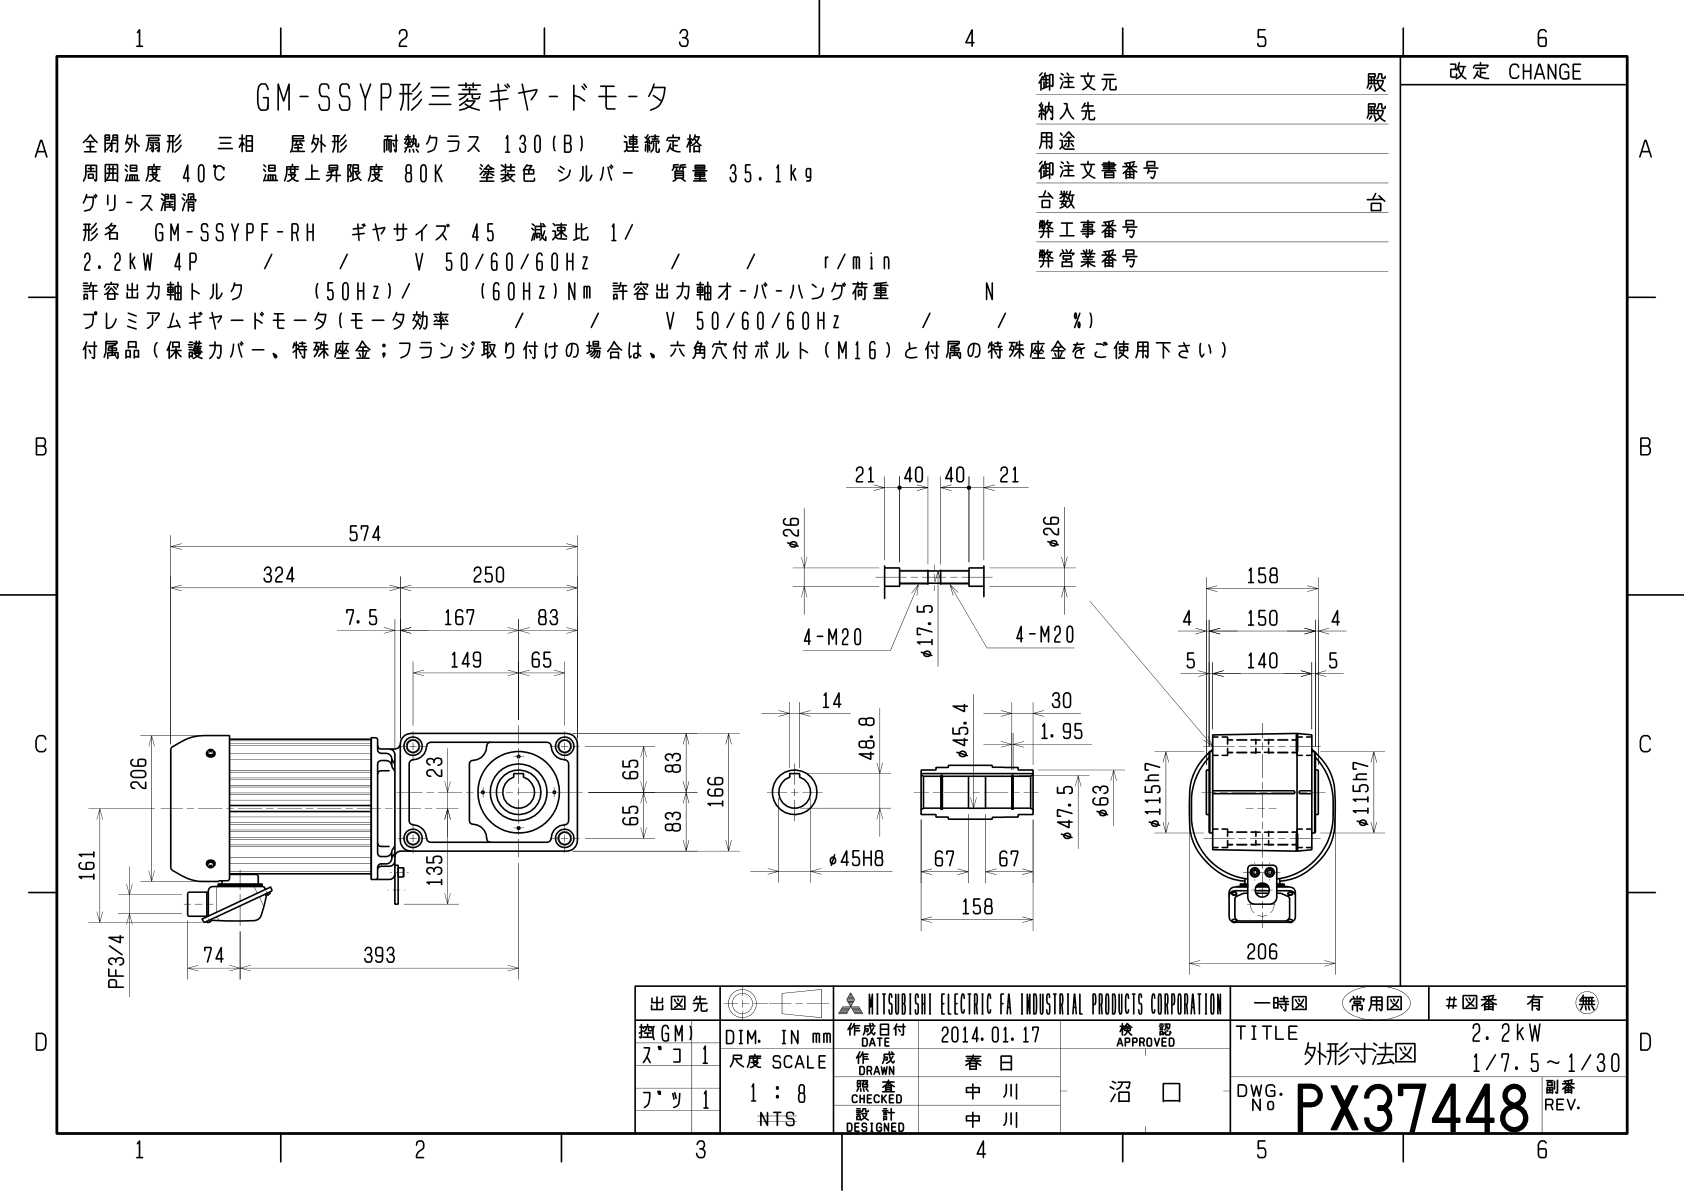 1 2 3 4 5 6
改定 CHANGE
GM-SSYP形三菱ギヤードモータ
全閉外扇形 三相 屋外形 耐熱クラス 130(B) 連続定格
周囲温度 40℃ 温度上昇限度 80K 塗装色 シルバー 質量 35.1kg
グリース潤滑
形名 GM-SSYPF-RH ギヤサイズ 45 減速比 1/
2.2kW 4P / / V 50/60/60Hz / / r/min
許容出力軸トルク (50Hz)/ (60Hz)Nm 許容出力軸オーバーハング荷重 N
プレミアムギヤードモータ(モータ効率 / / V 50/60/60Hz / / %)
付属品(保護カバー、特殊座金;フランジ取り付けの場合は、六角穴付ボルト(M16)と付属の特殊座金をご使用下さい)
御注文元 殿
納入先 殿
用途
御注文書番号
台数 台
弊工事番号
弊営業番号
A A
B B
C C
D D
574
324 250
7.5 167 83
149 65
206
161
PF3/4
74 393
23
135
65 83
65 83
166
21 40 40 21
φ26 φ26
4-M20 φ17.5 4-M20
14
48.8
φ45H8
φ45.4
30
1.95
φ47.5
φ63
67 67
158
158
4 150 4
5 140 5
φ115h7 φ115h7
206
出図先
控(GM)
ズコ 1
ブツ 1
DIM. IN mm
尺度 SCALE
1:8
NTS
MITSUBISHI ELECTRIC FA INDUSTRIAL PRODUCTS CORPORATION
作成日付 DATE 2014.01.17
作成 DRAWN 春日
照査 CHECKED 中川
設計 DESIGNED 中川
検認 APPROVED
沼口
一時図 常用図 #図番 有 無
TITLE 外形寸法図
2.2kW
1/7.5~1/30
DWG. No PX37448
副番 REV.
1 2 3 4 5 6